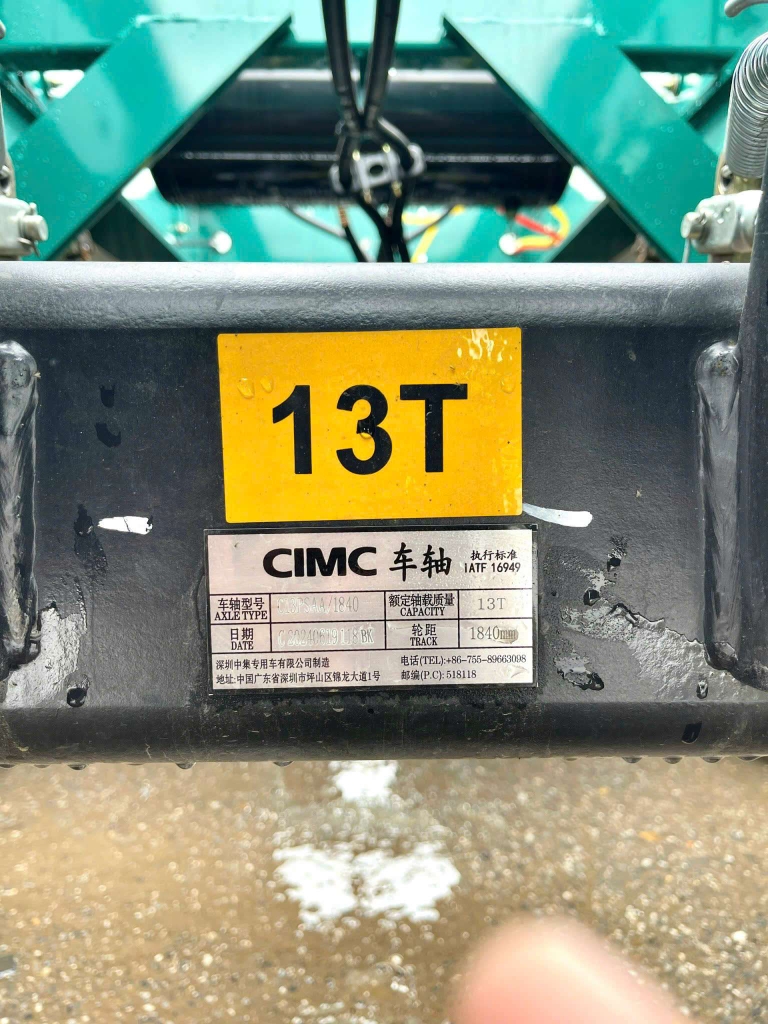 13T
CIMC 车轴
执行标准
IATF 16949
车轴型号
AXLE TYPE
额定轴载质量
CAPACITY
13T
日期
DATE
轮距
TRACK
1840mm
深圳中集专用车有限公司制造
电话(TEL):+86-755-89663098
地址:中国广东省深圳市坪山区锦龙大道1号
邮编(P.C): 518118